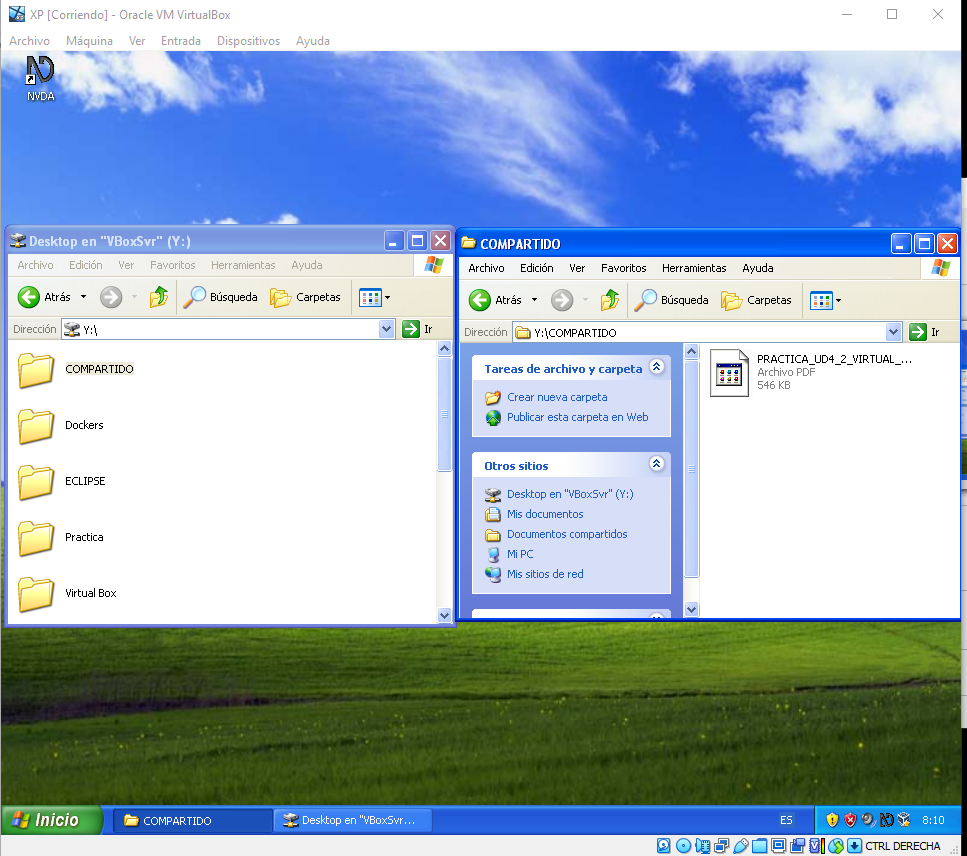 XP [Corriendo] - Oracle VM VirtualBox
Archivo Máquina Ver Entrada Dispositivos Ayuda
NVDA
Desktop en "VBoxSvr" (Y:)
Archivo Edición Ver Favoritos Herramientas Ayuda
Atrás Búsqueda Carpetas
Dirección Y:\ Ir
COMPARTIDO
Dockers
ECLIPSE
Practica
Virtual Box
COMPARTIDO
Archivo Edición Ver Favoritos Herramientas Ayuda
Atrás Búsqueda Carpetas
Dirección Y:\COMPARTIDO Ir
Tareas de archivo y carpeta
Crear nueva carpeta
Publicar esta carpeta en Web
Otros sitios
Desktop en "VBoxSvr" (Y:)
Mis documentos
Documentos compartidos
Mi PC
Mis sitios de red
PRACTICA_UD4_2_VIRTUAL_...
Archivo PDF
546 KB
Inicio COMPARTIDO Desktop en "VBoxSvr"... ES 8:10
CTRL DERECHA